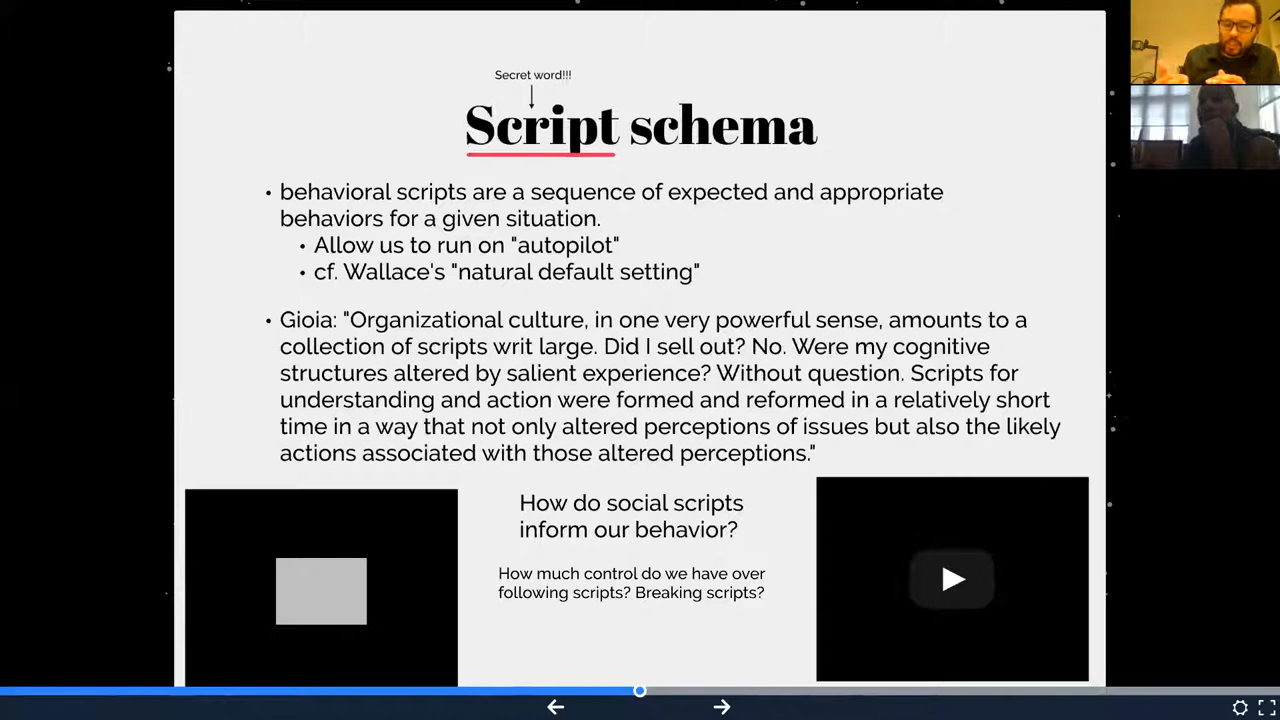 Secret word!!!
Script schema
• behavioral scripts are a sequence of expected and appropriate
behaviors for a given situation.
• Allow us to run on "autopilot"
• cf. Wallace's "natural default setting"
• Gioia: "Organizational culture, in one very powerful sense, amounts to a
collection of scripts writ large. Did I sell out? No. Were my cognitive
structures altered by salient experience? Without question. Scripts for
understanding and action were formed and reformed in a relatively short
time in a way that not only altered perceptions of issues but also the likely
actions associated with those altered perceptions."
How do social scripts
inform our behavior?
How much control do we have over
following scripts? Breaking scripts?